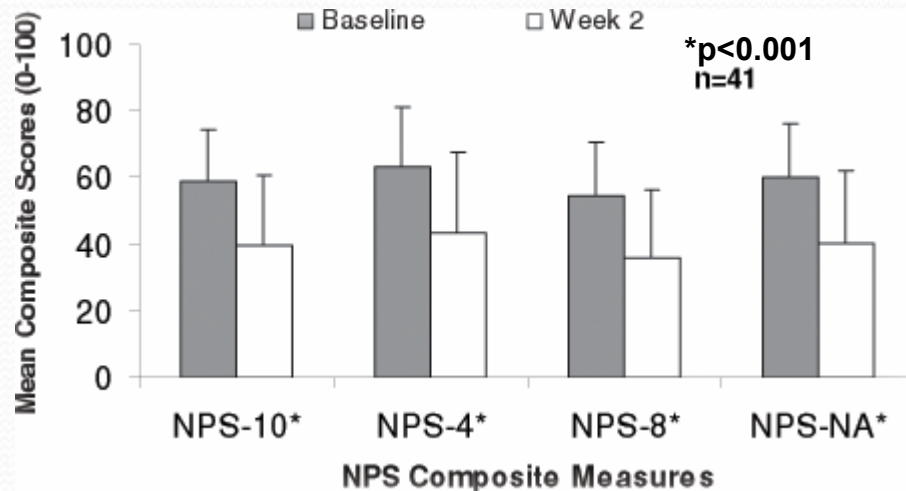 Baseline Week 2
*p<0.001
n=41
Mean Composite Scores (0-100)
100
80
60
40
20
0
NPS-10* NPS-4* NPS-8* NPS-NA*
NPS Composite Measures